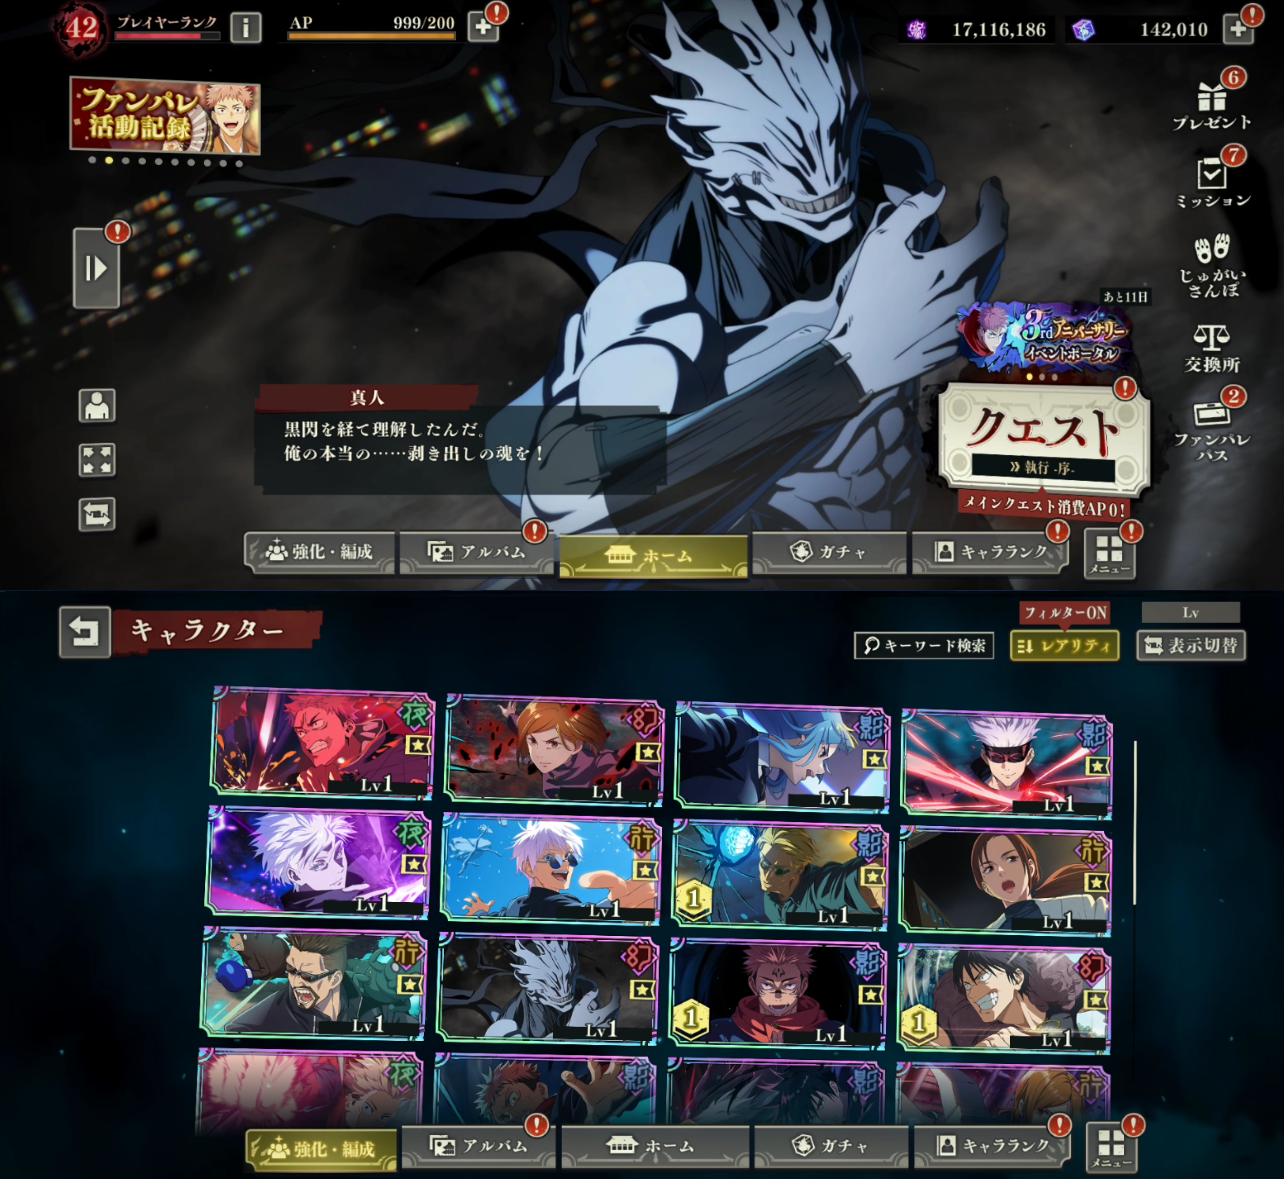 42
プレイヤーランク
i
AP
999/200
17,116,186
142,010
ファンパレ
活動記録
6
プレゼント
7
ミッション
じゅがい
さんぽ
交換所
2
ファンパレ
パス
あと11日
3rdアニバーサリー
イベントポータル
クエスト
執行 -序-
メインクエスト消費AP0!
真人
黒閃を経て理解したんだ。
俺の本当の……剥き出しの魂を!
強化・編成
アルバム
ホーム
ガチャ
キャラランク
メニュー
キャラクター
フィルターON
Lv
キーワード検索
レアリティ
表示切替
Lv1
Lv1
Lv1
Lv1
Lv1
Lv1
1
Lv1
Lv1
Lv1
Lv1
1
Lv1
1
Lv1
強化・編成
アルバム
ホーム
ガチャ
キャラランク
メニュー